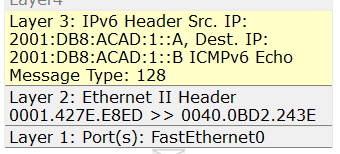 Layer4
Layer 3: IPv6 Header Src. IP:
2001:DB8:ACAD:1::A, Dest. IP:
2001:DB8:ACAD:1::B ICMPv6 Echo
Message Type: 128
Layer 2: Ethernet II Header
0001.427E.E8ED >> 0040.0BD2.243E
Layer 1: Port(s): FastEthernet0